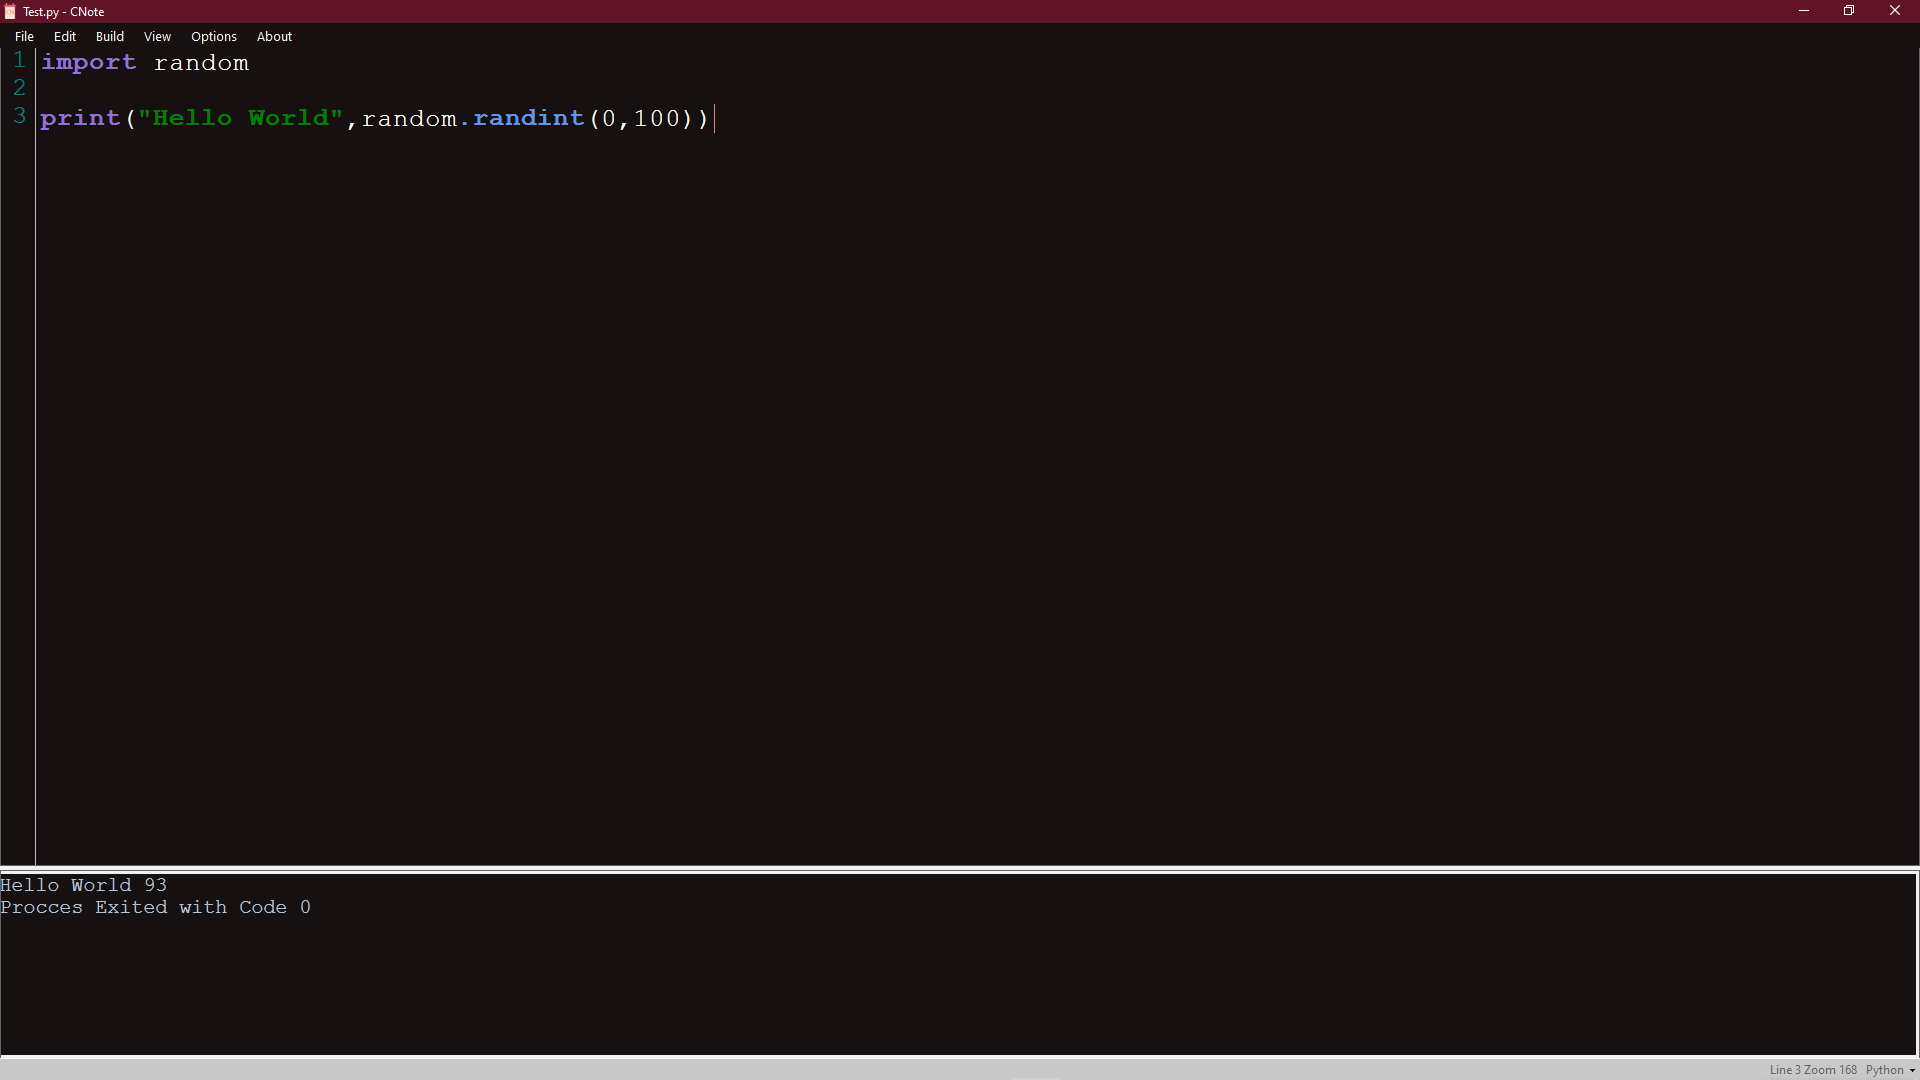 Test.py - CNote
File Edit Build View Options About
1 import random
2
3 print("Hello World",random.randint(0,100))
Hello World 93
Procces Exited with Code 0
Line 3 Zoom 168 Python